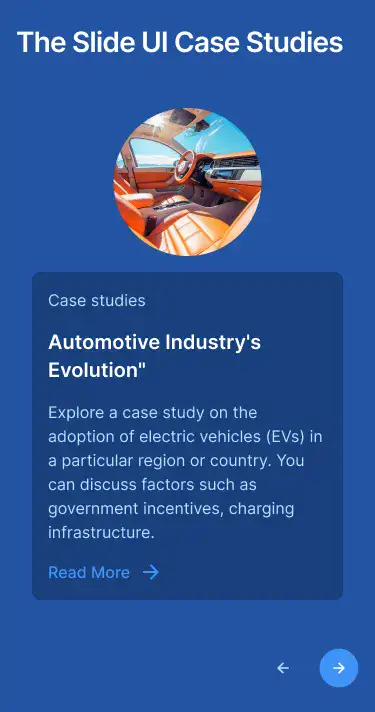 The Slide UI Case Studies
Case studies
Automotive Industry's
Evolution"
Explore a case study on the
adoption of electric vehicles (EVs) in
a particular region or country. You
can discuss factors such as
government incentives, charging
infrastructure.
Read More